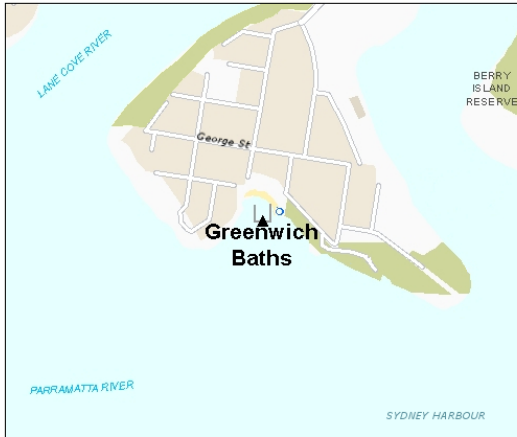 LANE COVE RIVER
BERRY
ISLAND
RESERVE
George St
Greenwich
Baths
PARRAMATTA RIVER
SYDNEY HARBOUR